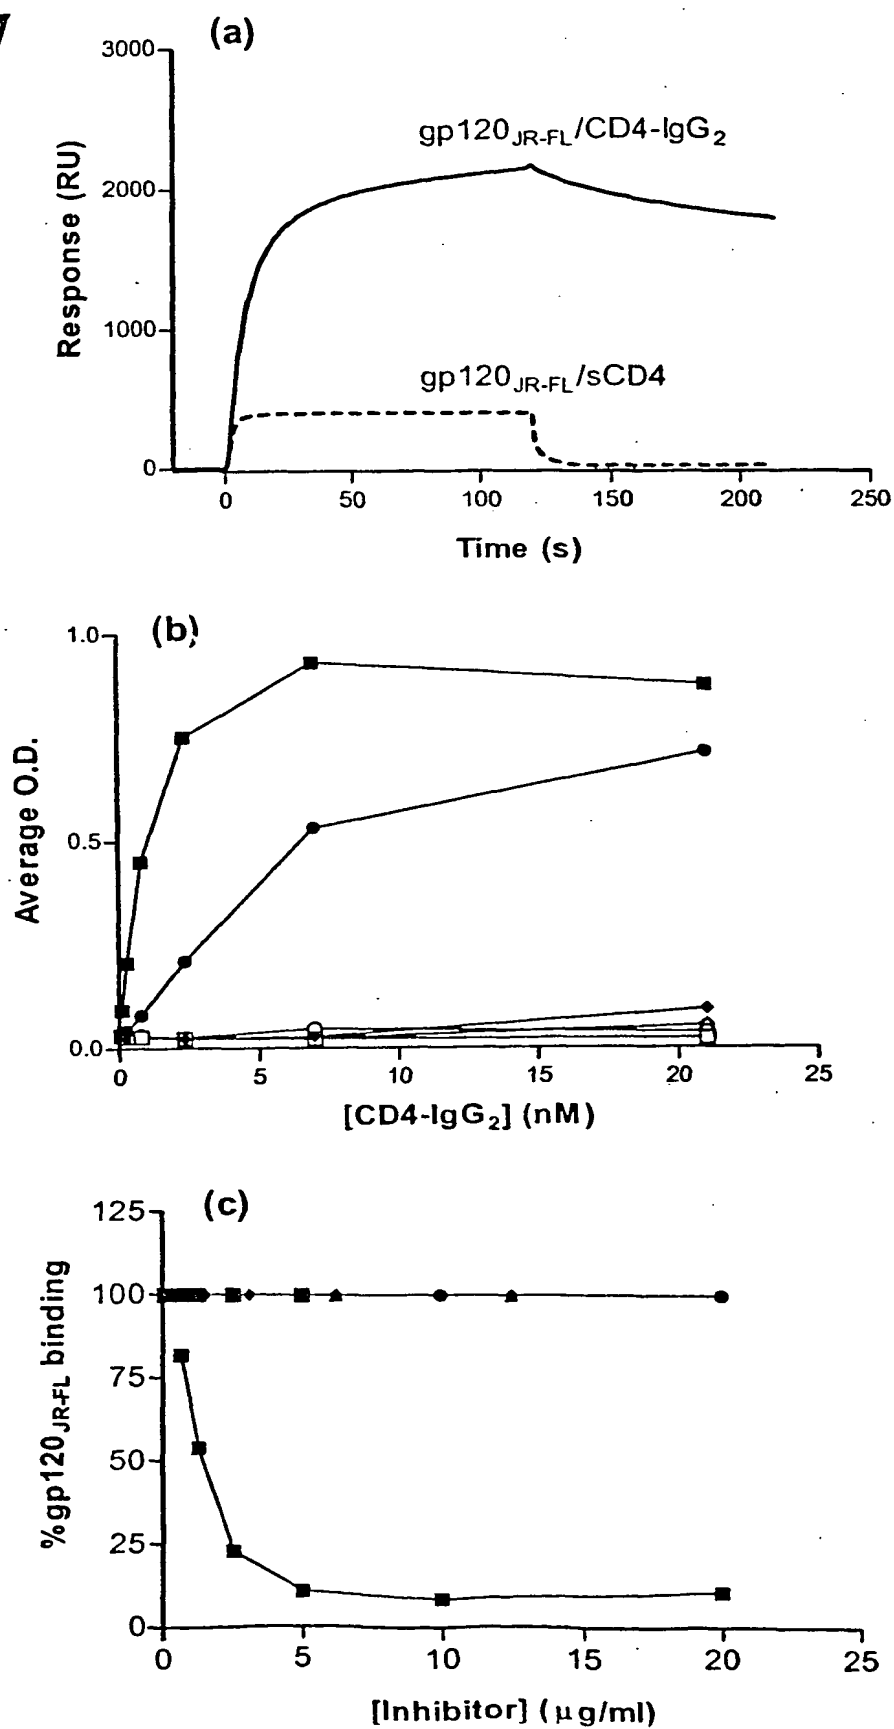 (a)
3000
2000
1000
0
Response (RU)
gp120JR-FL/CD4-IgG2
gp120JR-FL/sCD4
0 50 100 150 200 250
Time (s)
(b)
1.0
0.5
0.0
Average O.D.
0 5 10 15 20 25
[CD4-IgG2] (nM)
(c)
125
100
75
50
25
0
%gp120JR-FL binding
0 5 10 15 20 25
[Inhibitor] (μg/ml)